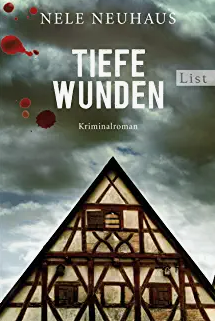 NELE NEUHAUS
TIEFE
WUNDEN
List
Kriminalroman